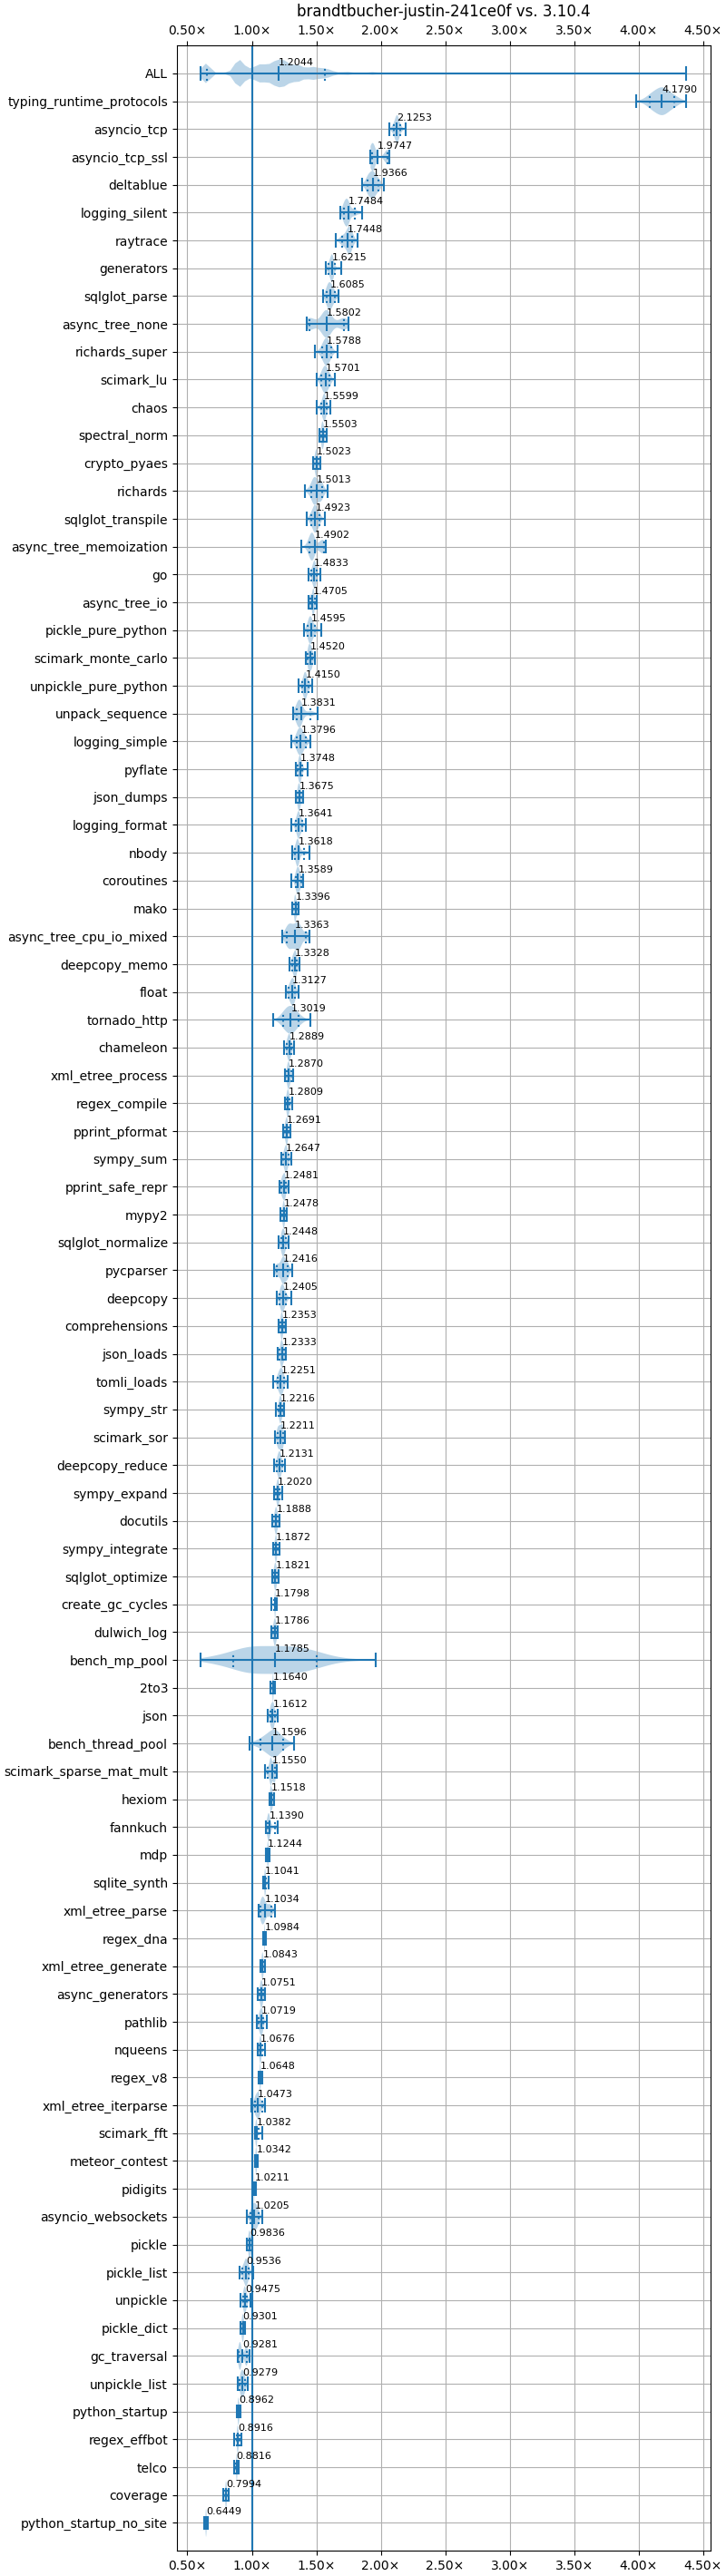 brandtbucher-justin-241ce0f vs. 3.10.4
0.50× 1.00× 1.50× 2.00× 2.50× 3.00× 3.50× 4.00× 4.50×
ALL 1.2044
typing_runtime_protocols 4.1790
asyncio_tcp 2.1253
asyncio_tcp_ssl 1.9747
deltablue 1.9366
logging_silent 1.7484
raytrace 1.7448
generators 1.6215
sqlglot_parse 1.6085
async_tree_none 1.5802
richards_super 1.5788
scimark_lu 1.5701
chaos 1.5599
spectral_norm 1.5503
crypto_pyaes 1.5023
richards 1.5013
sqlglot_transpile 1.4923
async_tree_memoization 1.4902
go 1.4833
async_tree_io 1.4705
pickle_pure_python 1.4595
scimark_monte_carlo 1.4520
unpickle_pure_python 1.4150
unpack_sequence 1.3831
logging_simple 1.3796
pyflate 1.3748
json_dumps 1.3675
logging_format 1.3641
nbody 1.3618
coroutines 1.3589
mako 1.3396
async_tree_cpu_io_mixed 1.3363
deepcopy_memo 1.3328
float 1.3127
tornado_http 1.3019
chameleon 1.2889
xml_etree_process 1.2870
regex_compile 1.2809
pprint_pformat 1.2691
sympy_sum 1.2647
pprint_safe_repr 1.2481
mypy2 1.2478
sqlglot_normalize 1.2448
pycparser 1.2416
deepcopy 1.2405
comprehensions 1.2353
json_loads 1.2333
tomli_loads 1.2251
sympy_str 1.2216
scimark_sor 1.2211
deepcopy_reduce 1.2131
sympy_expand 1.2020
docutils 1.1888
sympy_integrate 1.1872
sqlglot_optimize 1.1821
create_gc_cycles 1.1798
dulwich_log 1.1786
bench_mp_pool 1.1785
2to3 1.1640
json 1.1612
bench_thread_pool 1.1596
scimark_sparse_mat_mult 1.1550
hexiom 1.1518
fannkuch 1.1390
mdp 1.1244
sqlite_synth 1.1041
xml_etree_parse 1.1034
regex_dna 1.0984
xml_etree_generate 1.0843
async_generators 1.0751
pathlib 1.0719
nqueens 1.0676
regex_v8 1.0648
xml_etree_iterparse 1.0473
scimark_fft 1.0382
meteor_contest 1.0342
pidigits 1.0211
asyncio_websockets 1.0205
pickle 0.9836
pickle_list 0.9536
unpickle 0.9475
pickle_dict 0.9301
gc_traversal 0.9281
unpickle_list 0.9279
python_startup 0.8962
regex_effbot 0.8916
telco 0.8816
coverage 0.7994
python_startup_no_site 0.6449
0.50× 1.00× 1.50× 2.00× 2.50× 3.00× 3.50× 4.00× 4.50×